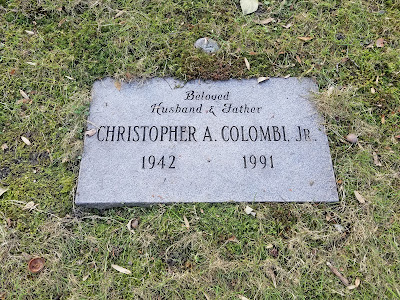 Beloved
Husband & Father
CHRISTOPHER A. COLOMBI, JR.
1942 1991